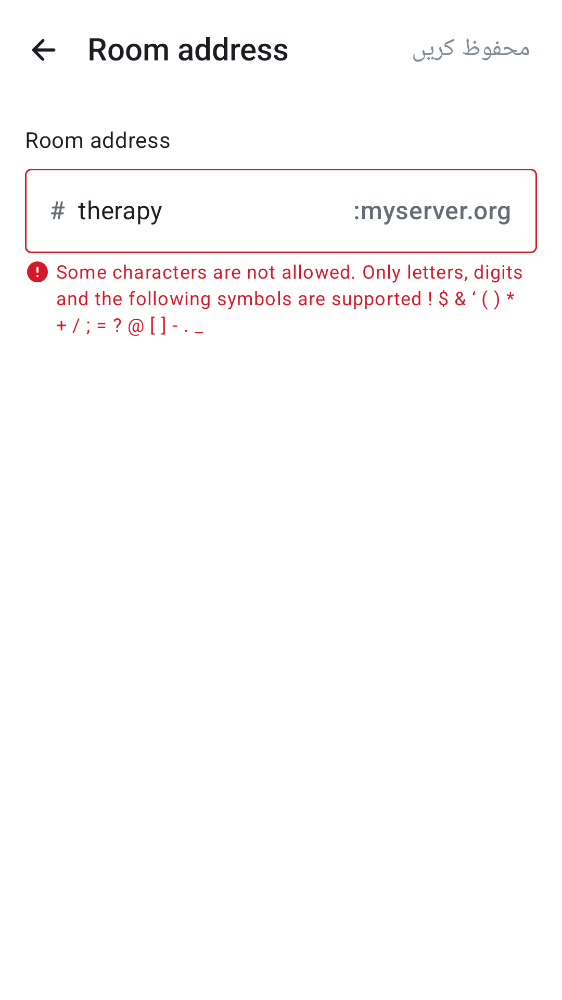 Room address
محفوظ کریں
Room address
# therapy :myserver.org
Some characters are not allowed. Only letters, digits
and the following symbols are supported ! $ & ‘ ( ) *
+ / ; = ? @ [ ] - . _